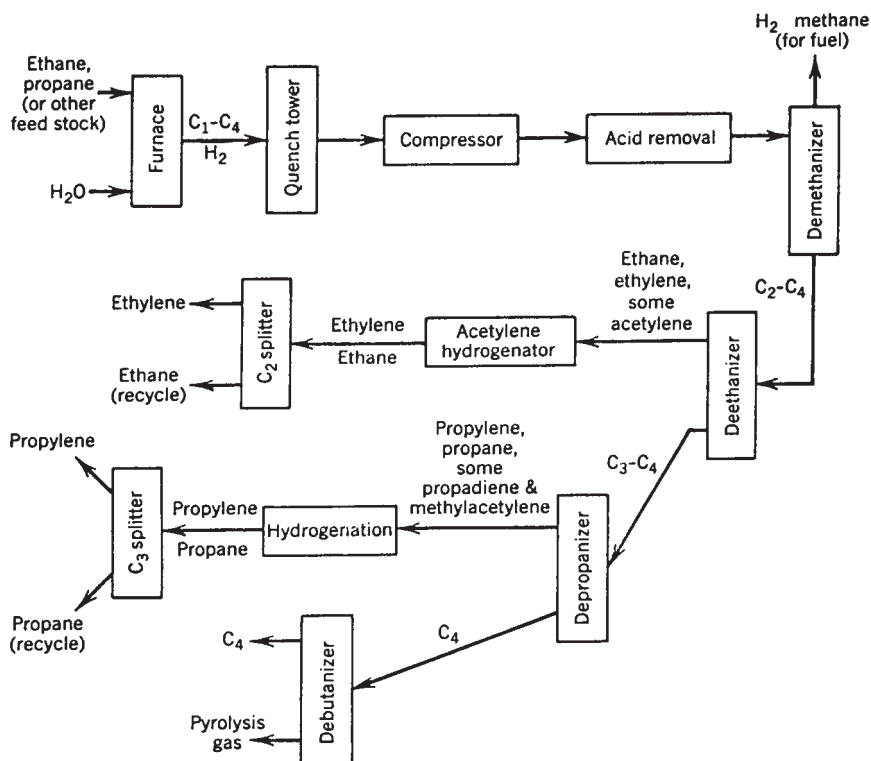 H₂ methane
(for fuel)
Ethane,
propane
(or other
feed stock)
H₂O
Furnace
C₁–C₄
H₂
Quench tower
Compressor
Acid removal
Demethanizer
C₂–C₄
Ethane,
ethylene,
some
acetylene
Deethanizer
Acetylene
hydrogenator
Ethylene
Ethane
C₂ splitter
Ethylene
Ethane
(recycle)
C₃–C₄
Depropanizer
Propylene,
propane,
some
propadiene &
methylacetylene
Hydrogenation
Propylene
Propane
C₃ splitter
Propylene
Propane
(recycle)
C₄
Debutanizer
C₄
Pyrolysis
gas